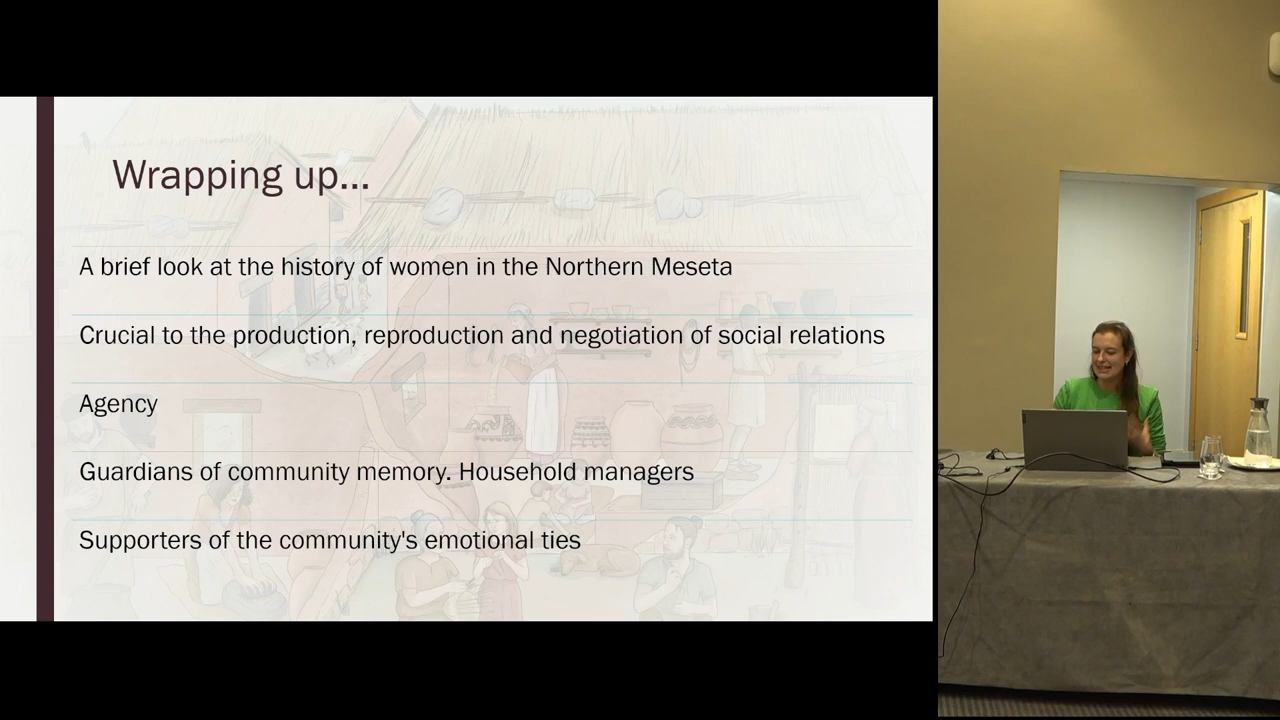 Wrapping up...
A brief look at the history of women in the Northern Meseta
Crucial to the production, reproduction and negotiation of social relations
Agency
Guardians of community memory. Household managers
Supporters of the community's emotional ties